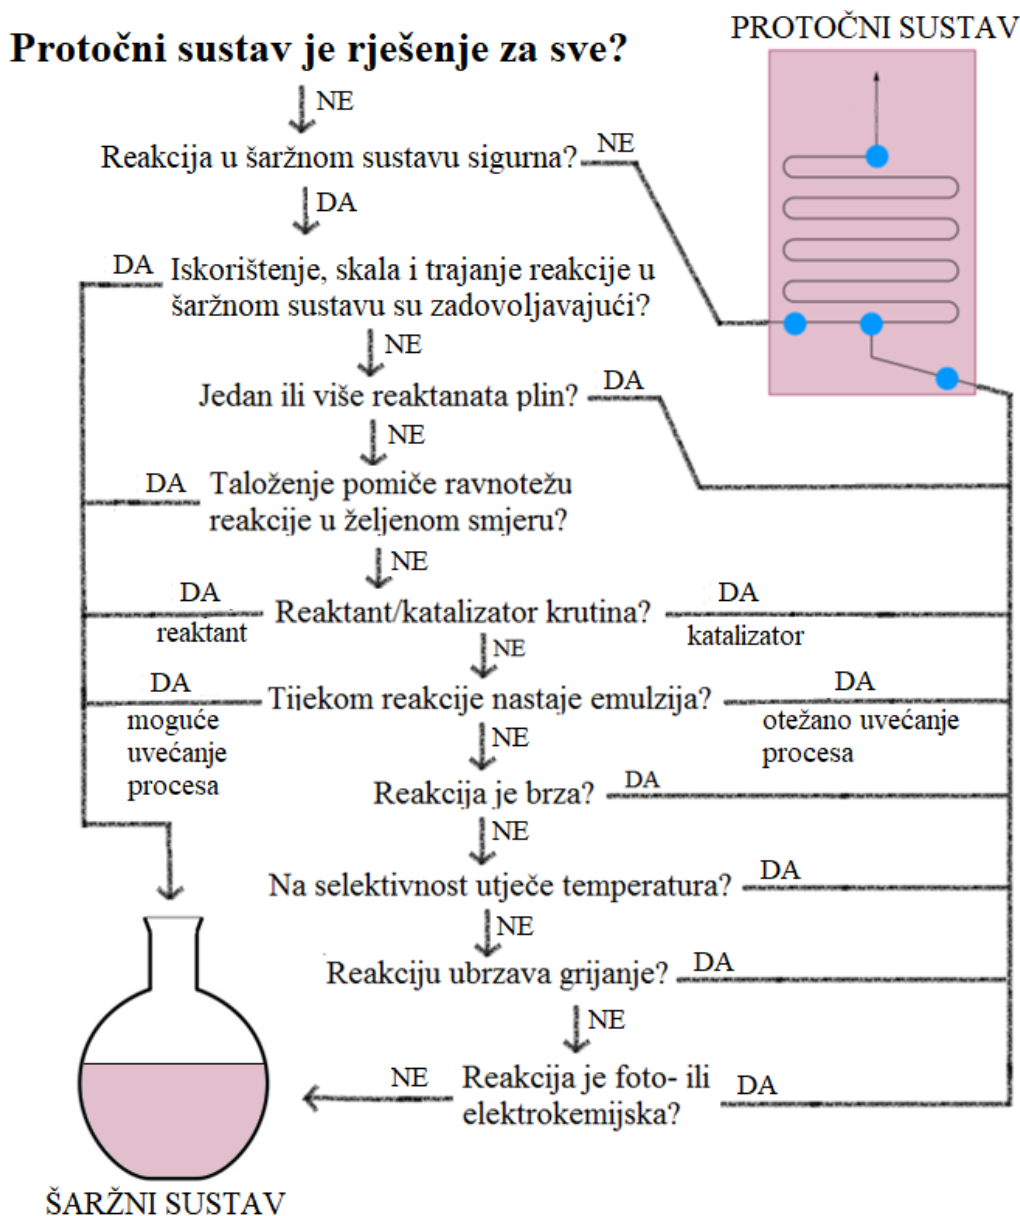 PROTOČNI SUSTAV
Protočni sustav je rješenje za sve?
NE
Reakcija u šaržnom sustavu sigurna?
NE
DA
DA
Iskorištenje, skala i trajanje reakcije u
šaržnom sustavu su zadovoljavajući?
NE
Jedan ili više reaktanata plin?
DA
NE
DA
Taloženje pomiče ravnotežu
reakcije u željenom smjeru?
NE
DA
reaktant
Reaktant/katalizator krutina?
DA
katalizator
NE
DA
moguće
uvećanje
procesa
Tijekom reakcije nastaje emulzija?
DA
otežano uvećanje
procesa
NE
Reakcija je brza?
DA
NE
Na selektivnost utječe temperatura?
DA
NE
Reakciju ubrzava grijanje?
DA
NE
NE
Reakcija je foto- ili
elektrokemijska?
DA
ŠARŽNI SUSTAV